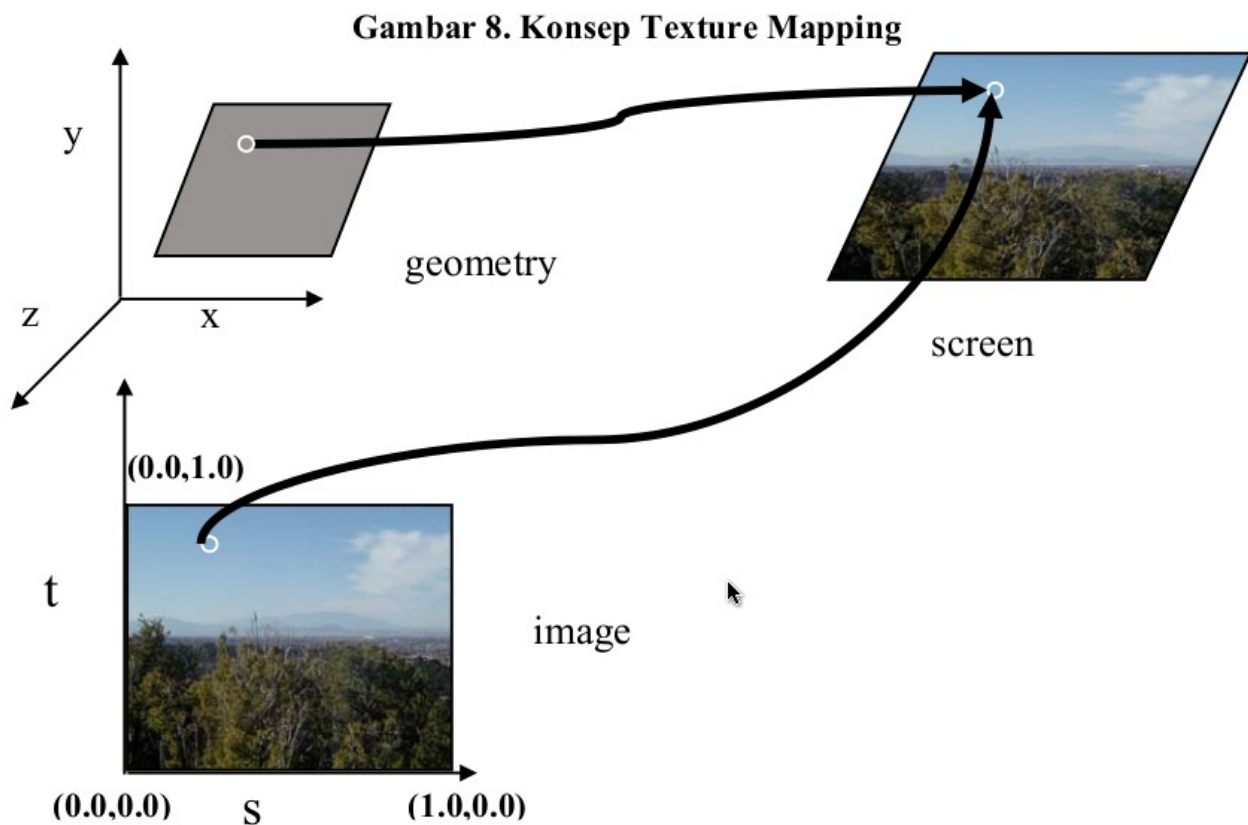 Gambar 8. Konsep Texture Mapping
y
geometry
z
x
screen
(0.0,1.0)
t
image
(0.0,0.0)
s
(1.0,0.0)